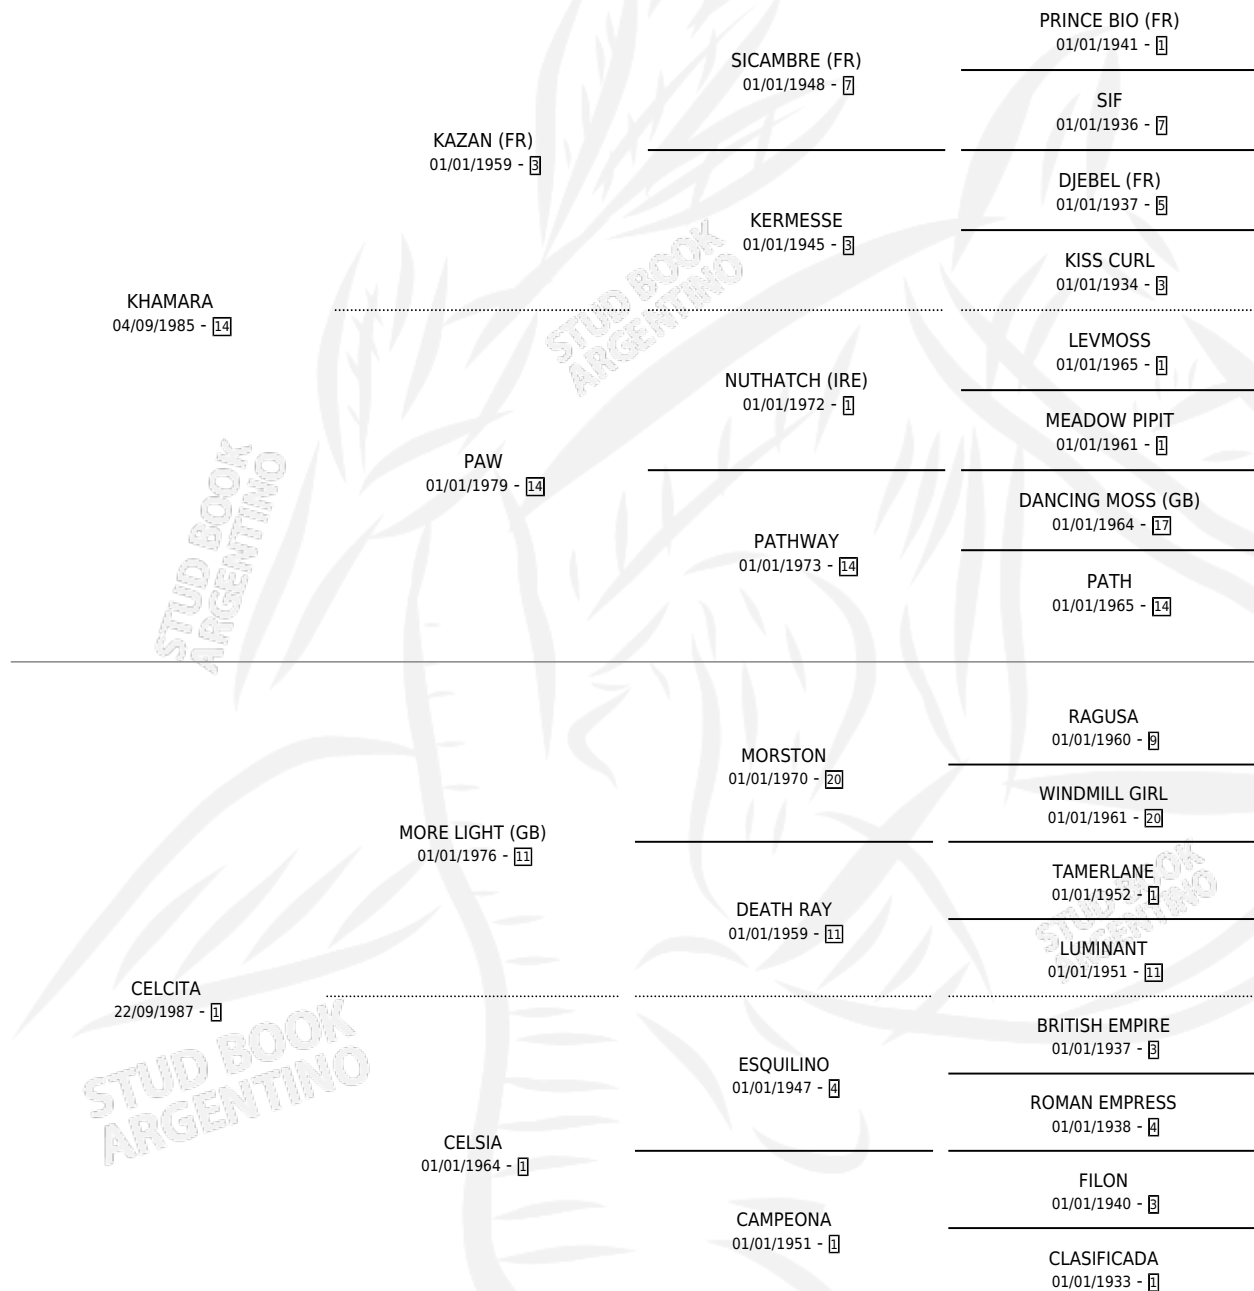 PRINCE BIO (FR)
01/01/1941 - 1
SICAMBRE (FR)
01/01/1948 - 7
SIF
01/01/1936 - 7
KAZAN (FR)
01/01/1959 - 3
DJEBEL (FR)
01/01/1937 - 5
KERMESSE
01/01/1945 - 3
KISS CURL
01/01/1934 - 3
KHAMARA
04/09/1985 - 14
LEVMOSS
01/01/1965 - 1
NUTHATCH (IRE)
01/01/1972 - 1
MEADOW PIPIT
01/01/1961 - 1
PAW
01/01/1979 - 14
DANCING MOSS (GB)
01/01/1964 - 17
PATHWAY
01/01/1973 - 14
PATH
01/01/1965 - 14
RAGUSA
01/01/1960 - 9
MORSTON
01/01/1970 - 20
WINDMILL GIRL
01/01/1961 - 20
MORE LIGHT (GB)
01/01/1976 - 11
TAMERLANE
01/01/1952 - 1
DEATH RAY
01/01/1959 - 11
LUMINANT
01/01/1951 - 11
CELCITA
22/09/1987 - 1
BRITISH EMPIRE
01/01/1937 - 3
ESQUILINO
01/01/1947 - 4
ROMAN EMPRESS
01/01/1938 - 4
CELSIA
01/01/1964 - 1
FILON
01/01/1940 - 3
CAMPEONA
01/01/1951 - 1
CLASIFICADA
01/01/1933 - 1
STUD BOOK
ARGENTINO
STUD BOOK
ARGENTINO
STUD BOOK
ARGENTINO
STUD BOOK
ARGENTINO